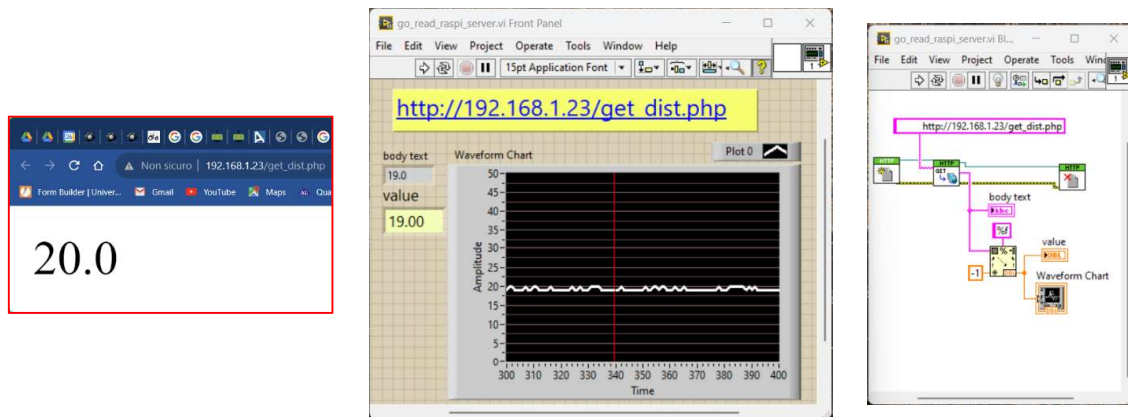 Non sicuro | 192.168.1.23/get_dist.php
Form Builder | Univer...
Gmail
YouTube
Maps
Qua
20.0
go_read_raspi_server.vi Front Panel
File Edit View Project Operate Tools Window Help
15pt Application Font
1
http://192.168.1.23/get_dist.php
body text
19.0
value
19.00
Waveform Chart
Plot 0
Amplitude
50
45
40
35
30
25
20
15
10
5
0
300 310 320 330 340 350 360 370 380 390 400
Time
go_read_raspi_server.vi Bl...
File Edit View Project Operate Tools Wind
1
http://192.168.1.23/get_dist.php
HTTP
HTTP
GET
HTTP
body text
abc
%f
value
-1
DBL
Waveform Chart